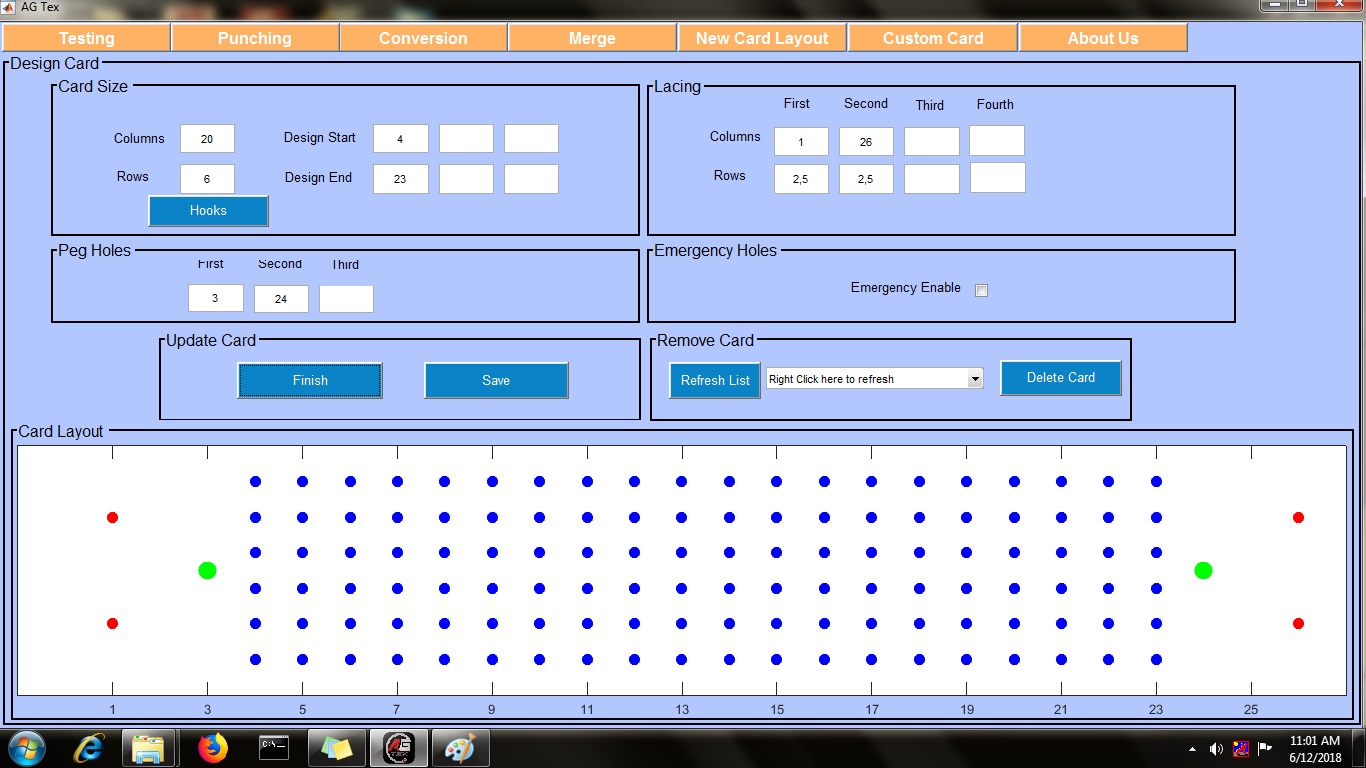 AG Tex
Testing Punching Conversion Merge New Card Layout Custom Card About Us
Design Card
Card Size
Columns 20 Design Start 4
Rows 6 Design End 23
Hooks
Lacing
First Second Third Fourth
Columns 1 26
Rows 2,5 2,5
Peg Holes
First Second Third
3 24
Emergency Holes
Emergency Enable
Update Card
Finish Save
Remove Card
Refresh List Right Click here to refresh Delete Card
Card Layout
1 3 5 7 9 11 13 15 17 19 21 23 25
C:\_
AG
TEX
11:01 AM
6/12/2018